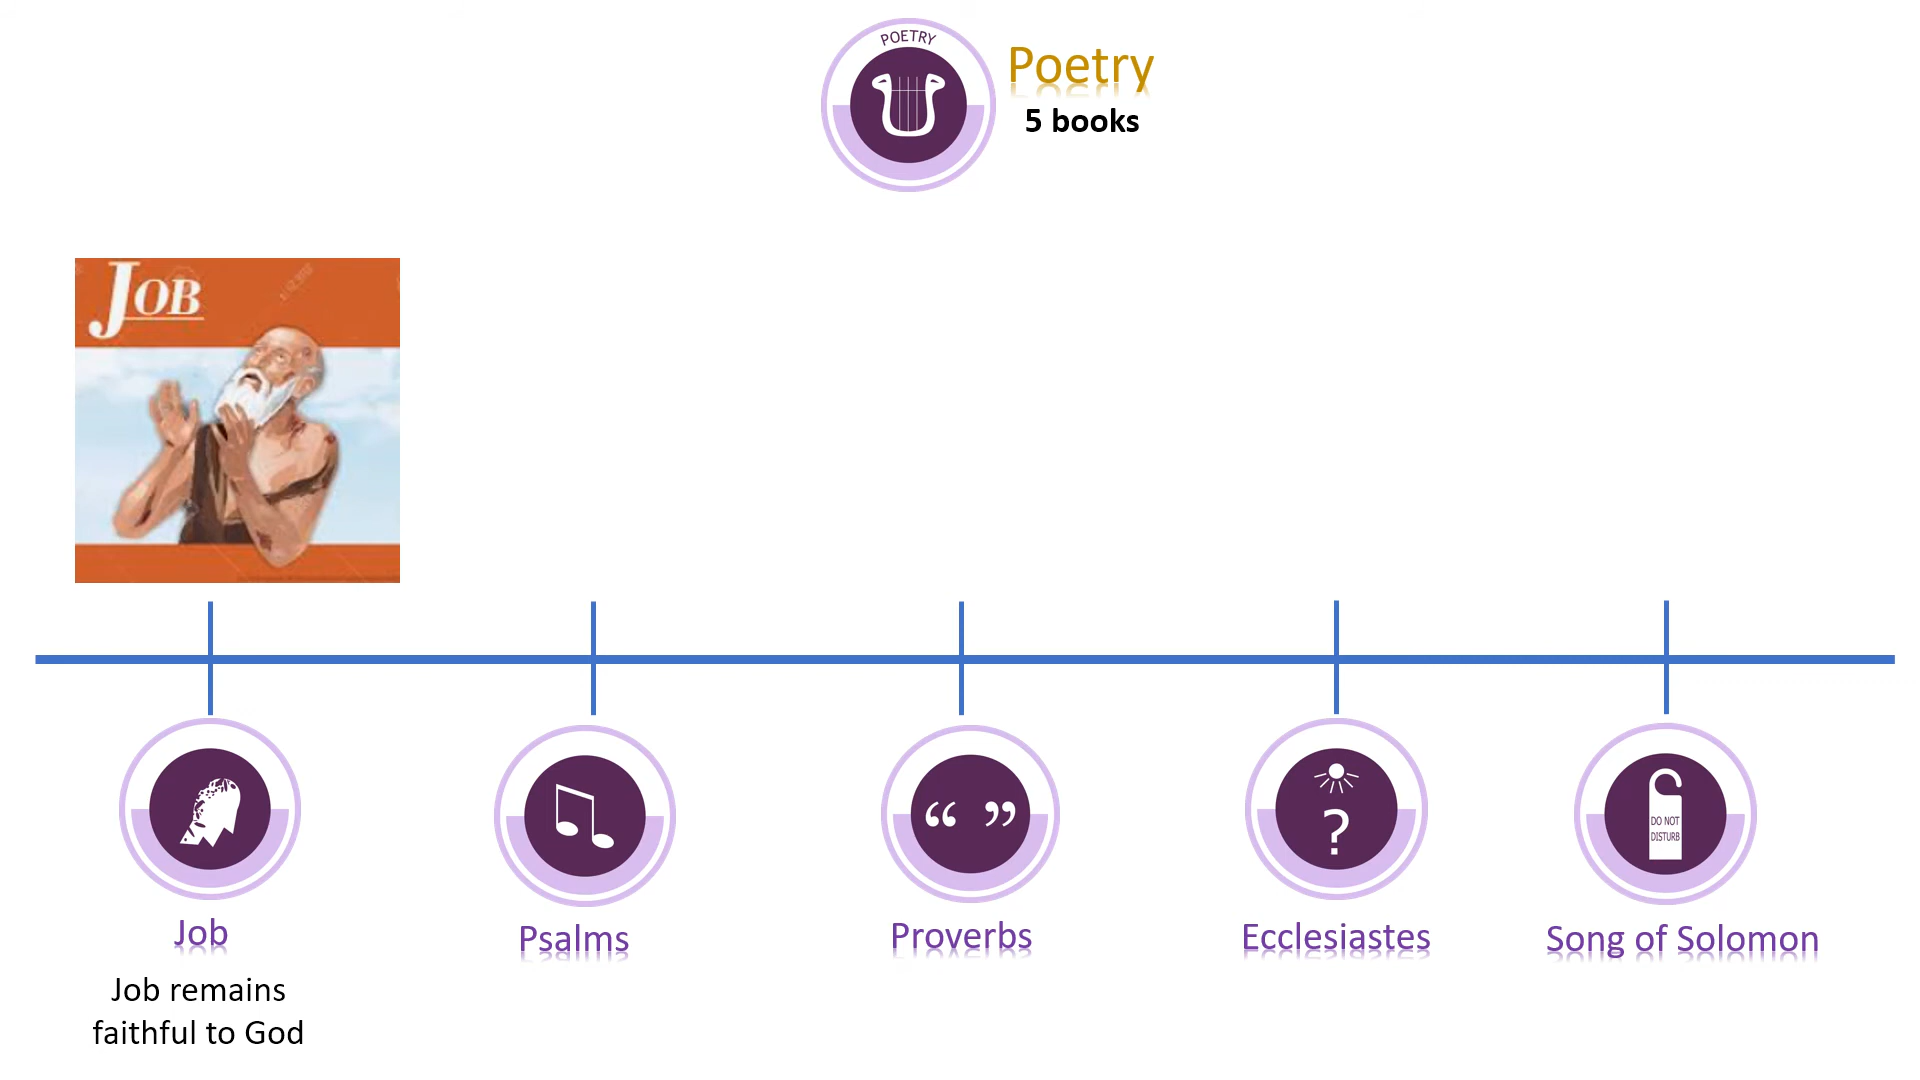 POETRY
Poetry
5 books
JOB
“ ”
?
DO NOT
DISTURB
Job
Psalms
Proverbs
Ecclesiastes
Song of Solomon
Job remains
faithful to God